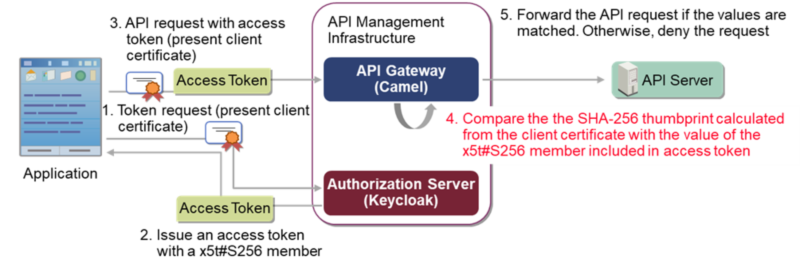 3. API request with access
token (present client
certificate)
Access Token
1. Token request (present client
certificate)
Application
Access Token
2. Issue an access token
with a x5t#S256 member
API Management
Infrastructure
API Gateway
(Camel)
Authorization Server
(Keycloak)
5. Forward the API request if the values are
matched. Otherwise, deny the request
API Server
4. Compare the the SHA-256 thumbprint calculated
from the client certificate with the value of the
x5t#S256 member included in access token